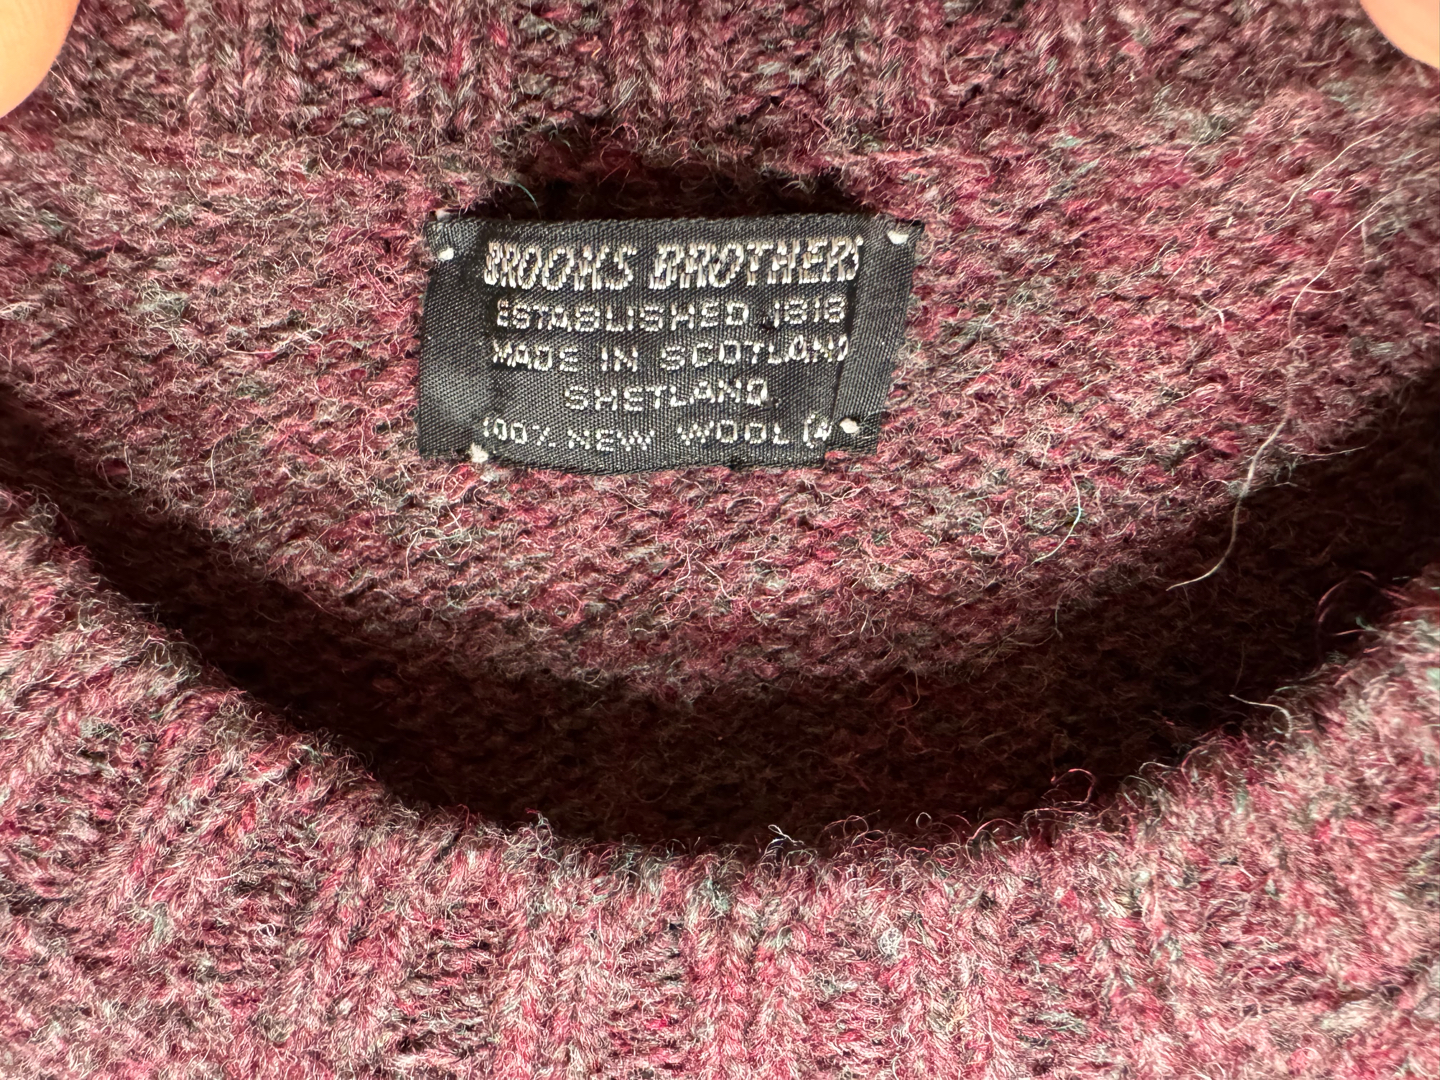 BROOKS BROTHERS
ESTABLISHED 1818
MADE IN SCOTLAND
SHETLAND
100% NEW WOOL